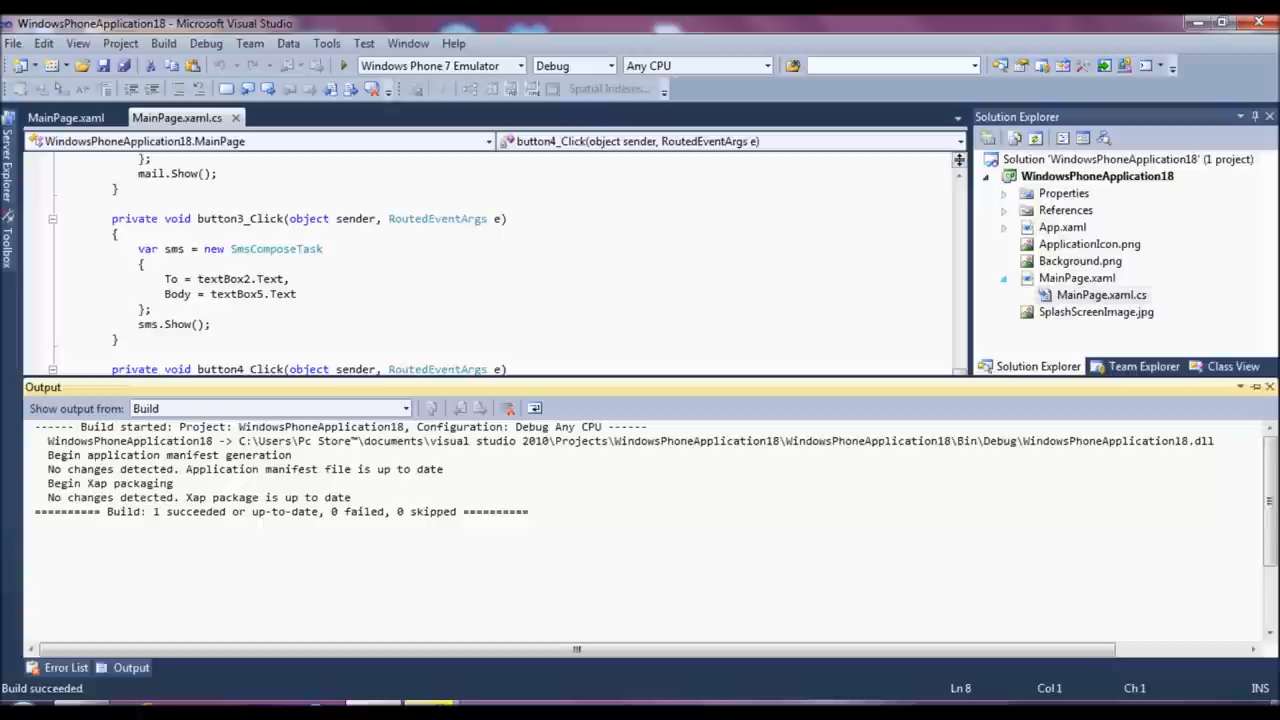 WindowsPhoneApplication18 - Microsoft Visual Studio
File Edit View Project Build Debug Team Data Tools Test Window Help
Windows Phone 7 Emulator Debug Any CPU
Spatial Indexes...
MainPage.xaml MainPage.xaml.cs
WindowsPhoneApplication18.MainPage button4_Click(object sender, RoutedEventArgs e)
};
mail.Show();
}
private void button3_Click(object sender, RoutedEventArgs e)
{
var sms = new SmsComposeTask
{
To = textBox2.Text,
Body = textBox5.Text
};
sms.Show();
}
private void button4_Click(object sender, RoutedEventArgs e)
Server Explorer
Toolbox
Solution Explorer
Solution 'WindowsPhoneApplication18' (1 project)
WindowsPhoneApplication18
Properties
References
App.xaml
ApplicationIcon.png
Background.png
MainPage.xaml
MainPage.xaml.cs
SplashScreenImage.jpg
Solution Explorer Team Explorer Class View
Output
Show output from: Build
------ Build started: Project: WindowsPhoneApplication18, Configuration: Debug Any CPU ------
WindowsPhoneApplication18 -> C:\Users\Pc Store™\documents\visual studio 2010\Projects\WindowsPhoneApplication18\WindowsPhoneApplication18\Bin\Debug\WindowsPhoneApplication18.dll
Begin application manifest generation
No changes detected. Application manifest file is up to date
Begin Xap packaging
No changes detected. Xap package is up to date
========== Build: 1 succeeded or up-to-date, 0 failed, 0 skipped ==========
Error List Output
Build succeeded Ln 8 Col 1 Ch 1 INS